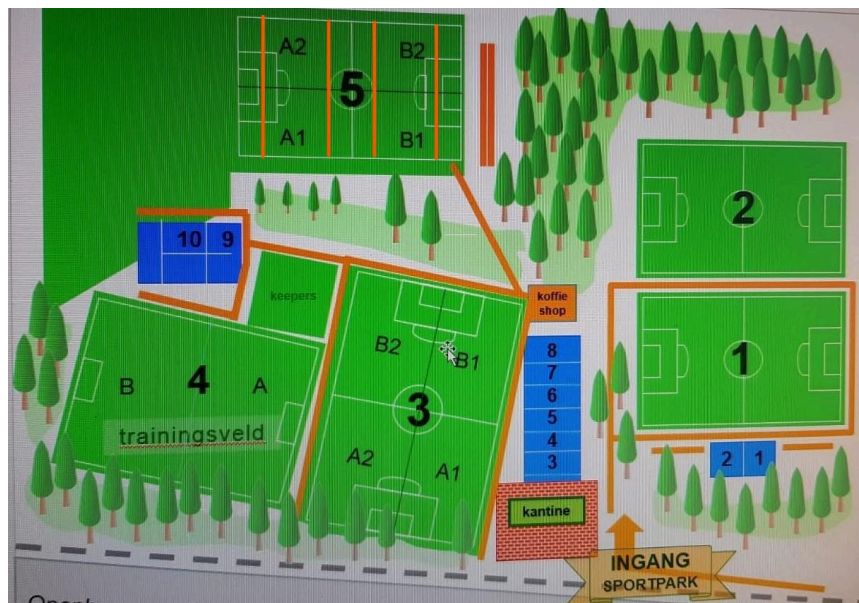 A2
B2
5
A1
B1
2
10
9
keepers
koffie
shop
1
8
7
6
5
4
3
B2
B1
3
A2
A1
B
4
A
trainingsveld
2
1
kantine
INGANG
SPORTPARK